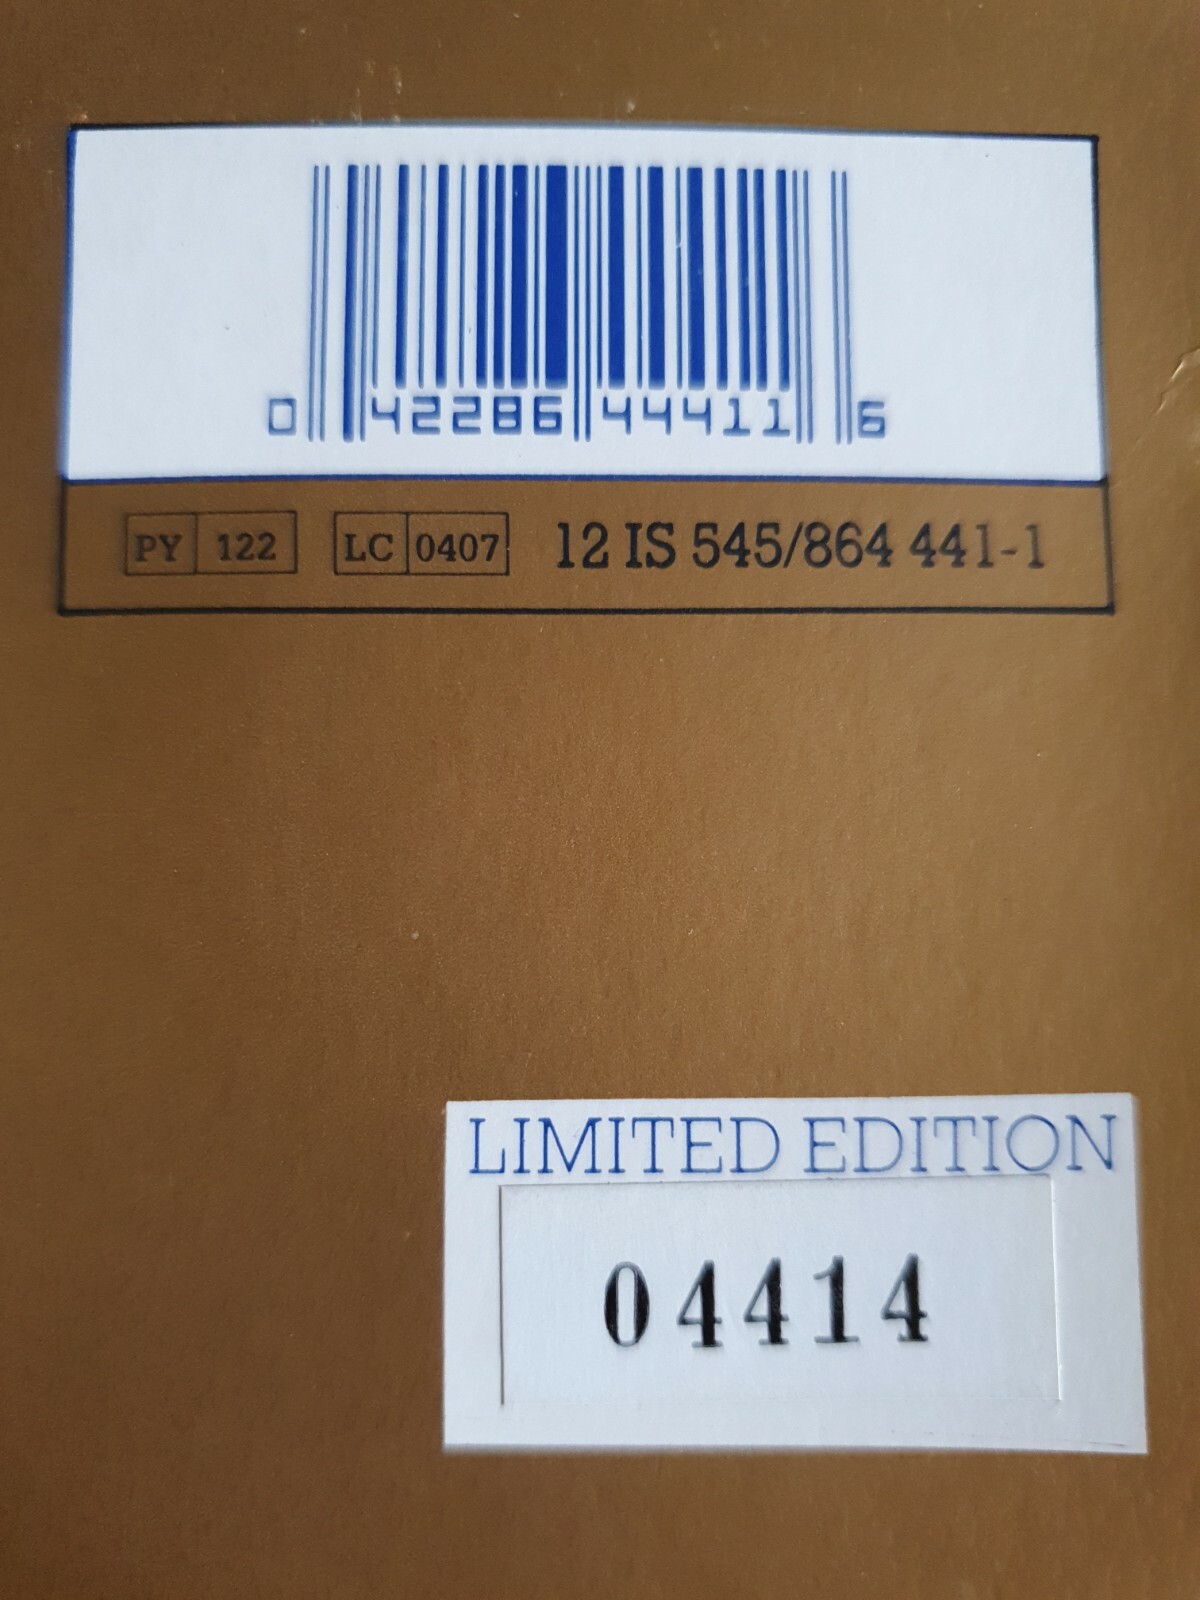 0 42286 44411 6
PY 122 LC 0407 12 IS 545/864 441-1
LIMITED EDITION
04414